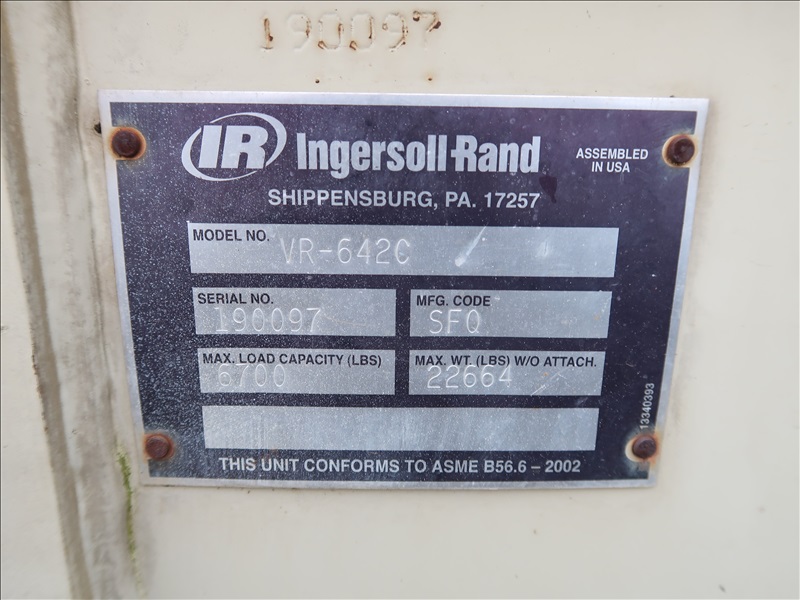 190097
IR Ingersoll-Rand
ASSEMBLED
IN USA
SHIPPENSBURG, PA. 17257
MODEL NO. VR-642C
SERIAL NO. 190097
MFG. CODE SFQ
MAX. LOAD CAPACITY (LBS) 6700
MAX. WT. (LBS) W/O ATTACH. 22664
13340393
THIS UNIT CONFORMS TO ASME B56.6 – 2002